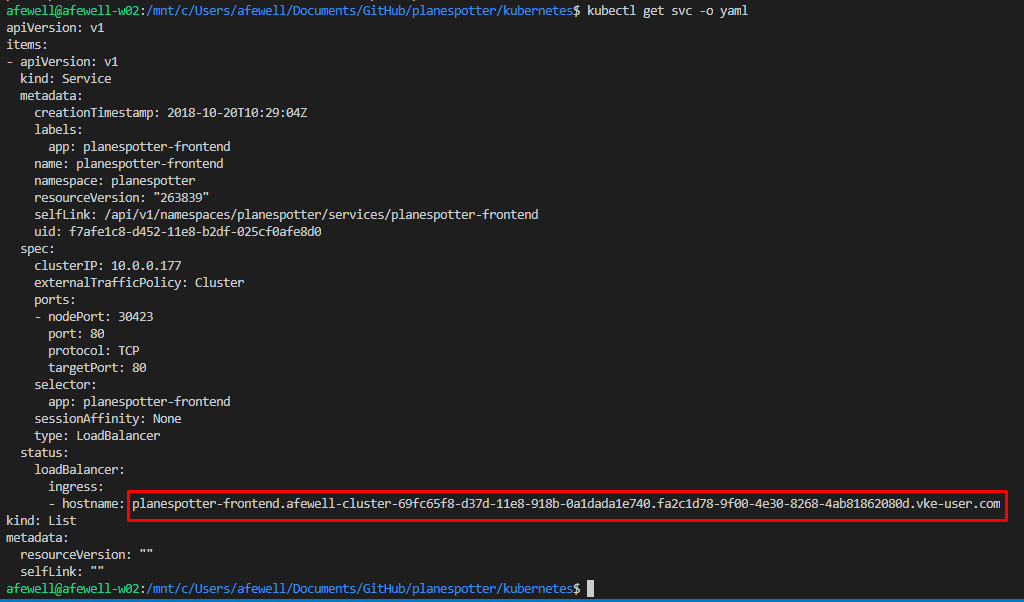 afewell@afewell-w02:/mnt/c/Users/afewell/Documents/GitHub/planespotter/kubernetes$ kubectl get svc -o yaml
apiVersion: v1
items:
- apiVersion: v1
  kind: Service
  metadata:
    creationTimestamp: 2018-10-20T10:29:04Z
    labels:
      app: planespotter-frontend
    name: planespotter-frontend
    namespace: planespotter
    resourceVersion: "263839"
    selfLink: /api/v1/namespaces/planespotter/services/planespotter-frontend
    uid: f7afe1c8-d452-11e8-b2df-025cf0afe8d0
  spec:
    clusterIP: 10.0.0.177
    externalTrafficPolicy: Cluster
    ports:
    - nodePort: 30423
      port: 80
      protocol: TCP
      targetPort: 80
    selector:
      app: planespotter-frontend
    sessionAffinity: None
    type: LoadBalancer
  status:
    loadBalancer:
      ingress:
      - hostname: planespotter-frontend.afewell-cluster-69fc65f8-d37d-11e8-918b-0a1dada1e740.fa2c1d78-9f00-4e30-8268-4ab81862080d.vke-user.com
kind: List
metadata:
  resourceVersion: ""
  selfLink: ""
afewell@afewell-w02:/mnt/c/Users/afewell/Documents/GitHub/planespotter/kubernetes$